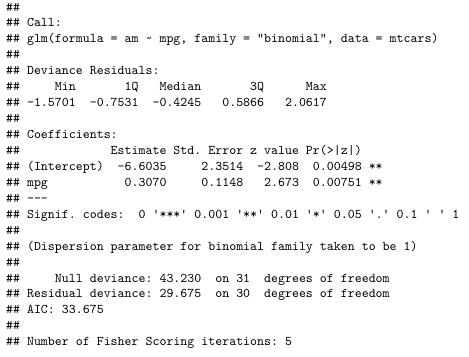 ##
## Call:
## glm(formula = am ~ mpg, family = "binomial", data = mtcars)
##
## Deviance Residuals:
##     Min       1Q   Median       3Q      Max
## -1.5701  -0.7531  -0.4245   0.5866   2.0617
##
## Coefficients:
##             Estimate Std. Error z value Pr(>|z|)
## (Intercept)  -6.6035     2.3514  -2.808  0.00498 **
## mpg           0.3070     0.1148   2.673  0.00751 **
## ---
## Signif. codes:  0 '***' 0.001 '**' 0.01 '*' 0.05 '.' 0.1 ' ' 1
##
## (Dispersion parameter for binomial family taken to be 1)
##
##     Null deviance: 43.230  on 31  degrees of freedom
## Residual deviance: 29.675  on 30  degrees of freedom
## AIC: 33.675
##
## Number of Fisher Scoring iterations: 5